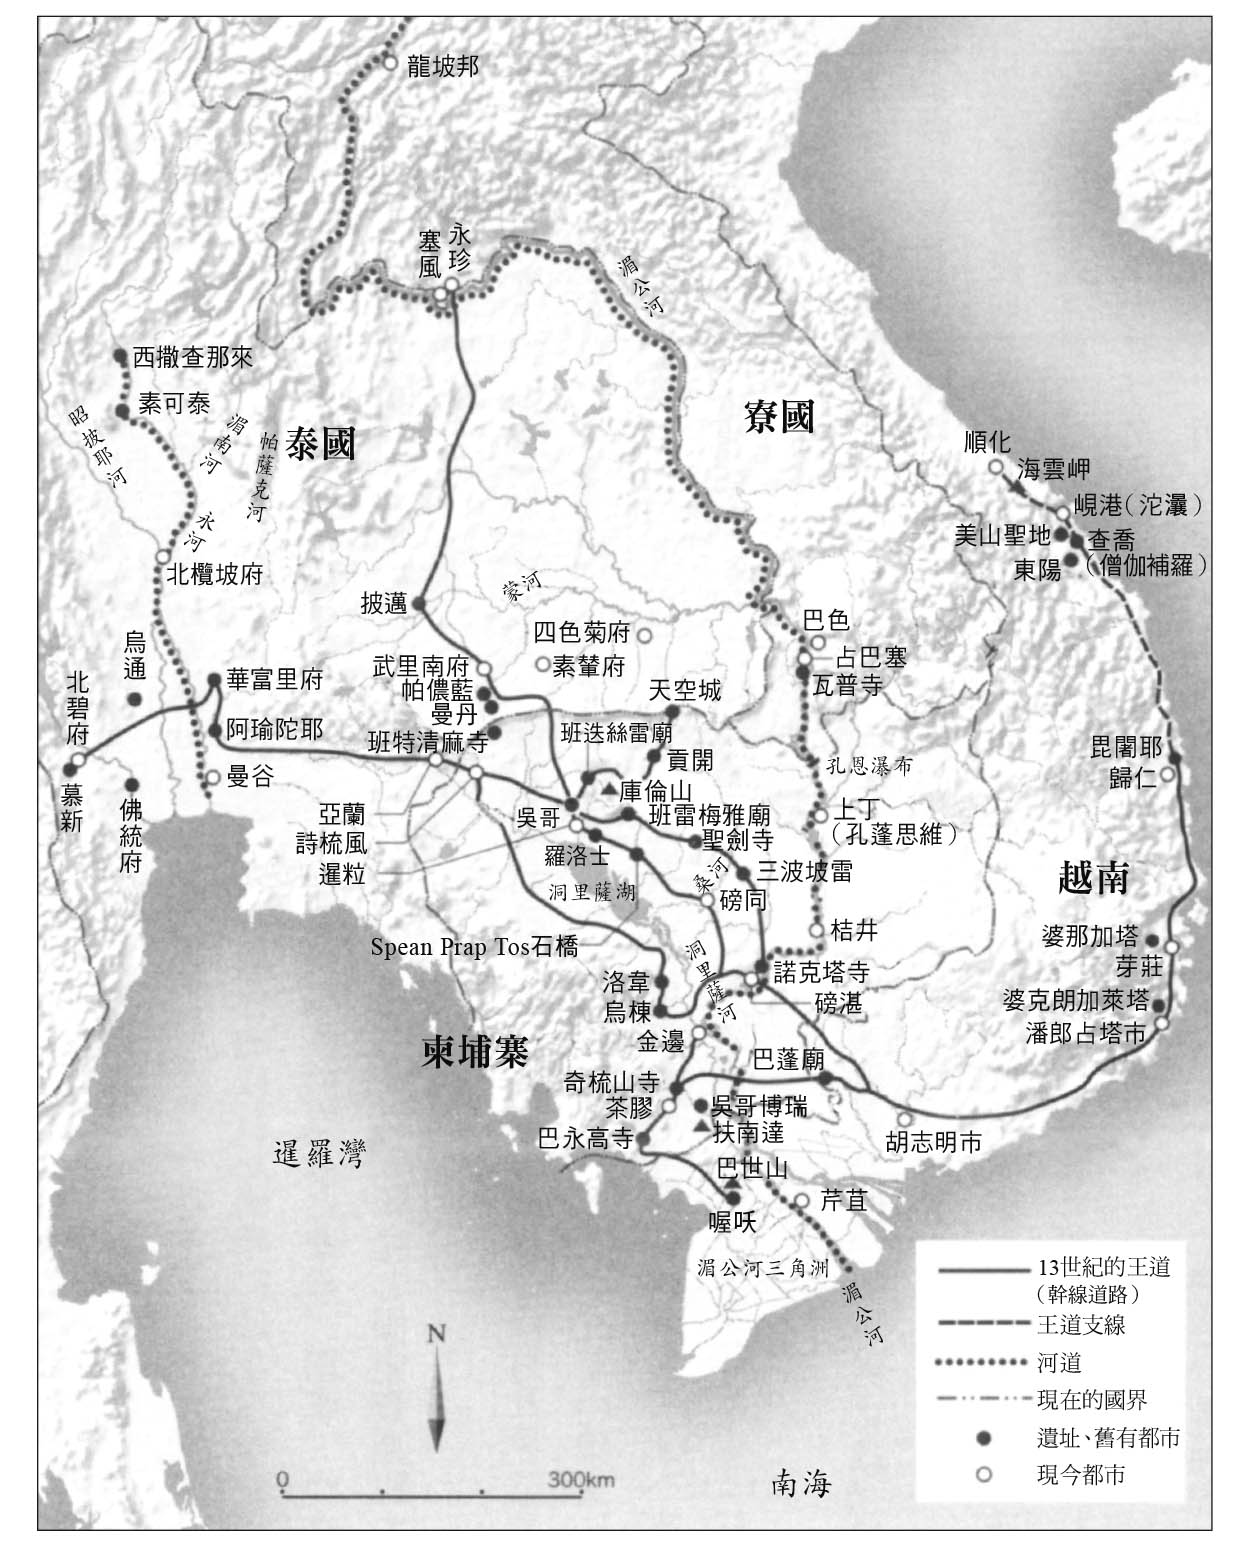 龍坡邦
永珍
塞風
湄公河
西撒查那來
素可泰
昭披耶河
湄南河
帕薩克河
永河
泰國
寮國
順化
海雲岬
峴港（沱灢）
美山聖地
查喬
（僧伽補羅）
東陽
北欖坡府
披邁
蒙河
四色菊府
素輦府
巴色
占巴塞
瓦普寺
烏通
北碧府
華富里府
武里南府
帕儂藍
曼丹
天空城
阿瑜陀耶
班特清麻寺
班迭絲雷廟
貢開
毘闍耶
歸仁
曼谷
慕新
佛統府
孔恩瀑布
庫倫山
亞蘭
吳哥
班雷梅雅廟
上丁
（孔蓬思維）
詩梳風
聖劍寺
羅洛士
暹粒
桑河
三波坡雷
越南
洞里薩湖
磅同
Spean Prap Tos石橋
桔井
婆那加塔
芽莊
洞里薩河
諾克塔寺
洛韋
烏棟
磅湛
婆克朗加萊塔
潘郎占塔市
柬埔寨
金邊
巴蓬廟
奇梳山寺
茶膠
吳哥博瑞
扶南達
巴永高寺
胡志明市
暹羅灣
巴世山
芹苴
喔吙
湄公河三角洲
湄公河
13世紀的王道
（幹線道路）
王道支線
河道
現在的國界
遺址、舊有都市
現今都市
N
0
300km
南海